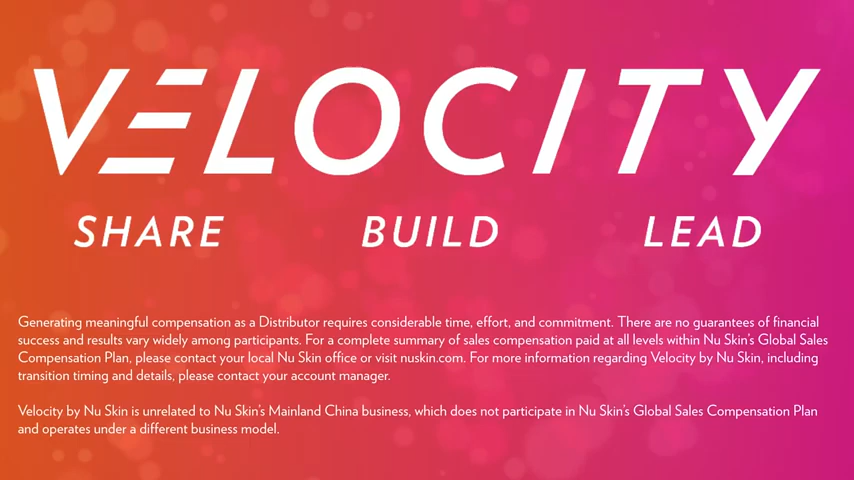 VELOCITY
SHARE BUILD LEAD
Generating meaningful compensation as a Distributor requires considerable time, effort, and commitment. There are no guarantees of financial
success and results vary widely among participants. For a complete summary of sales compensation paid at all levels within Nu Skin's Global Sales
Compensation Plan, please contact your local Nu Skin office or visit nuskin.com. For more information regarding Velocity by Nu Skin, including
transition timing and details, please contact your account manager.
Velocity by Nu Skin is unrelated to Nu Skin's Mainland China business, which does not participate in Nu Skin's Global Sales Compensation Plan
and operates under a different business model.